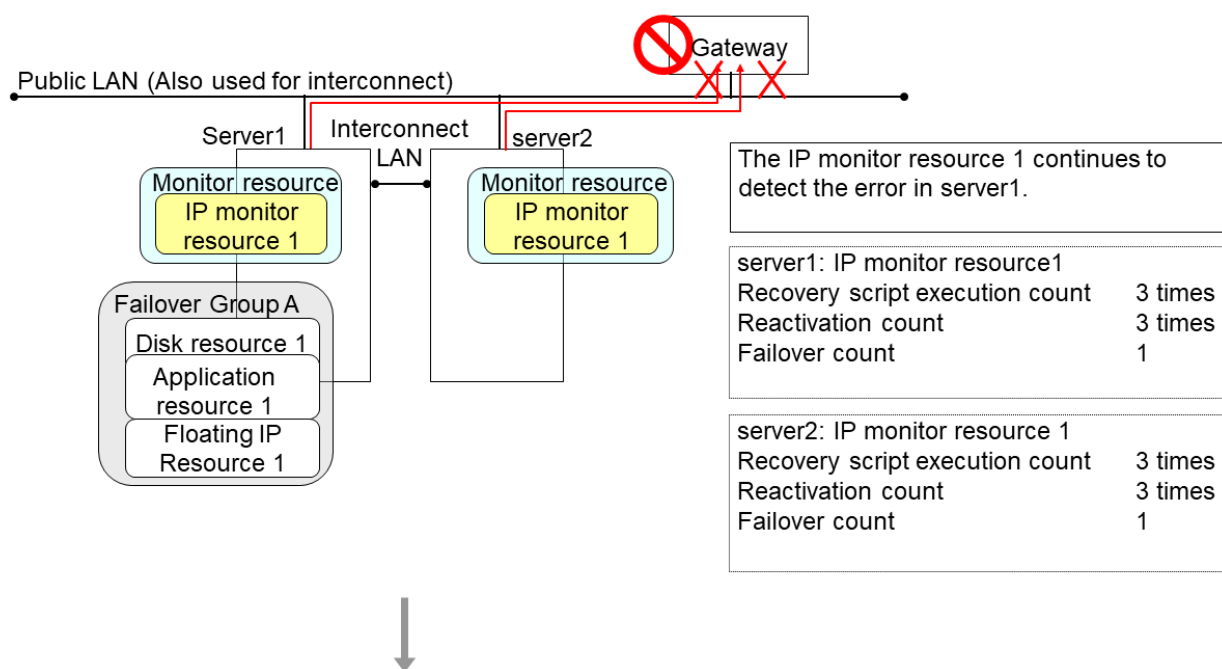 Gateway
Public LAN (Also used for interconnect)
Server1
Interconnect
LAN
server2
Monitor resource
IP monitor
resource 1
Monitor resource
IP monitor
resource 1
Failover Group A
Disk resource 1
Application
resource 1
Floating IP
Resource 1
The IP monitor resource 1 continues to
detect the error in server1.
server1: IP monitor resource1
Recovery script execution count 3 times
Reactivation count 3 times
Failover count 1
server2: IP monitor resource 1
Recovery script execution count 3 times
Reactivation count 3 times
Failover count 1